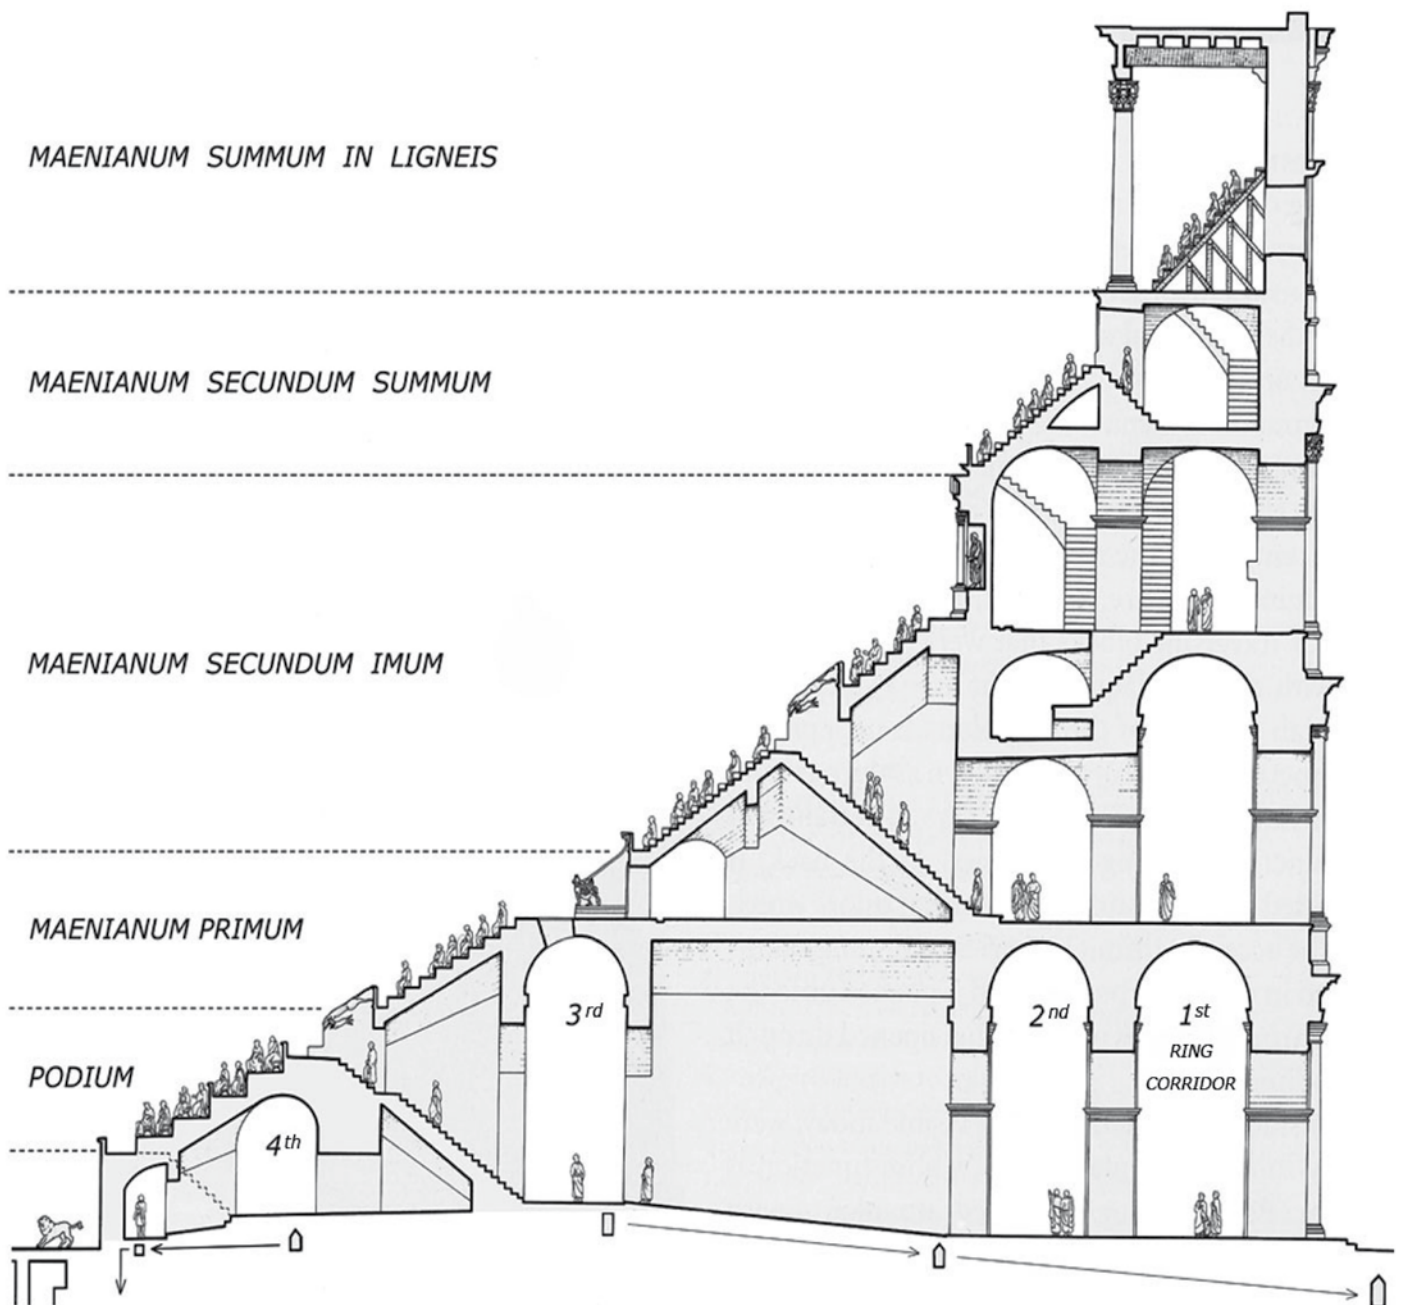 MAENIANUM SUMMUM IN LIGNEIS
MAENIANUM SECUNDUM SUMMUM
MAENIANUM SECUNDUM IMUM
MAENIANUM PRIMUM
PODIUM
4th
3rd
2nd
1st
RING
CORRIDOR